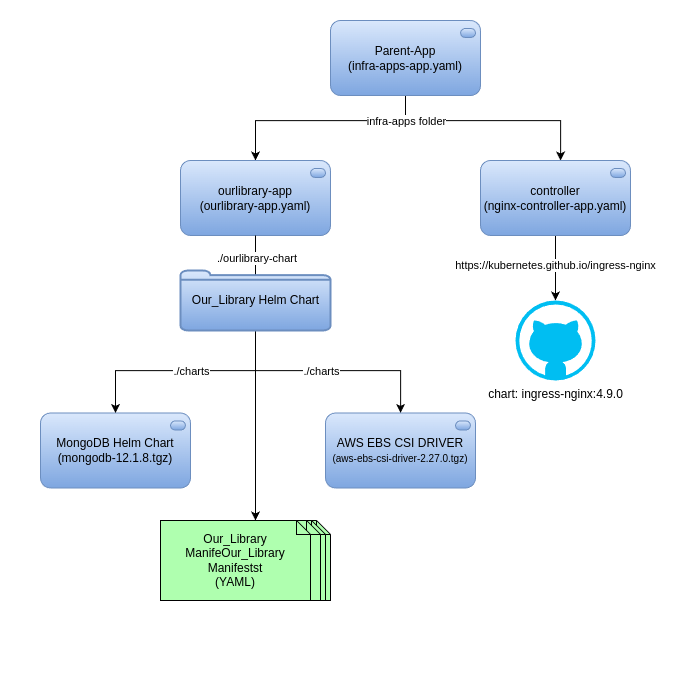 Parent-App
(infra-apps-app.yaml)
infra-apps folder
ourlibrary-app
(ourlibrary-app.yaml)
controller
(nginx-controller-app.yaml)
./ourlibrary-chart
https://kubernetes.github.io/ingress-nginx
Our_Library Helm Chart
./charts
./charts
chart: ingress-nginx:4.9.0
MongoDB Helm Chart
(mongodb-12.1.8.tgz)
AWS EBS CSI DRIVER
(aws-ebs-csi-driver-2.27.0.tgz)
Our_Library
ManifeOur_Library
Manifestst
(YAML)